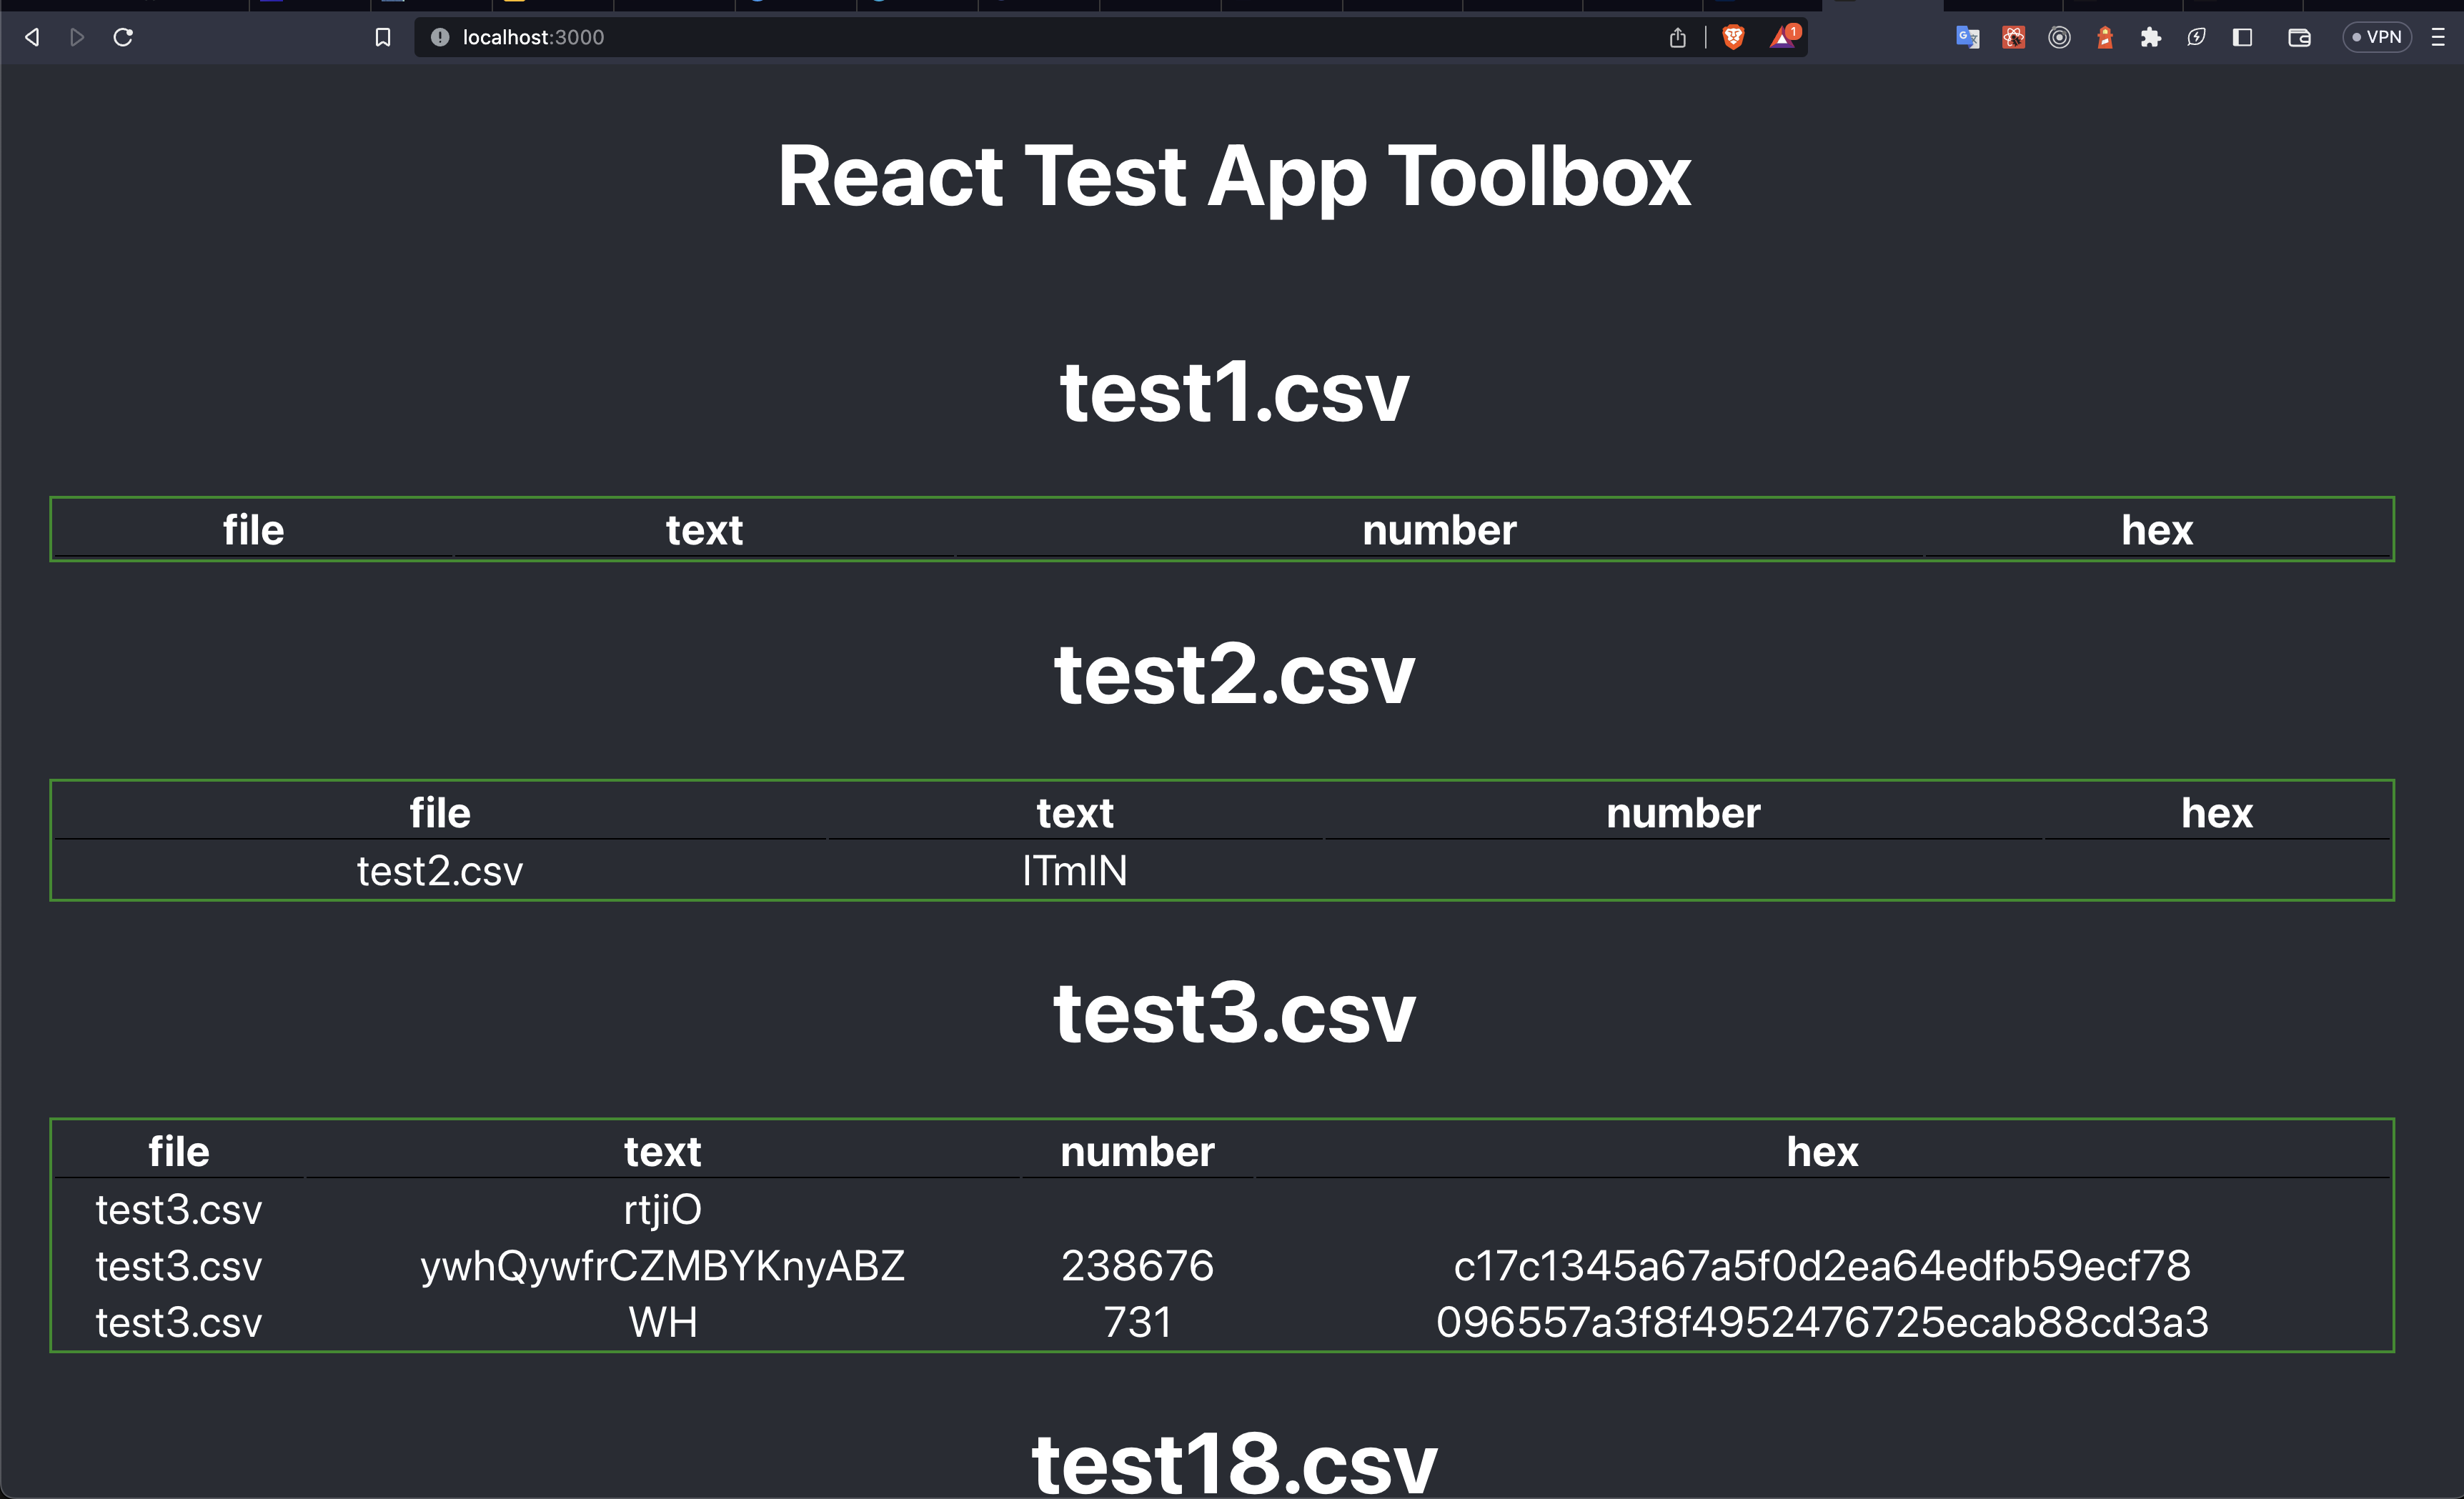 localhost:3000
1
VPN
React Test App Toolbox
test1.csv
file text number hex
test2.csv
file text number hex
test2.csv ITmIN
test3.csv
file text number hex
test3.csv rtjiO
test3.csv ywhQywfrCZMBYKnyABZ 238676 c17c1345a67a5f0d2ea64edfb59ecf78
test3.csv WH 731 096557a3f8f4952476725ecab88cd3a3
test18.csv